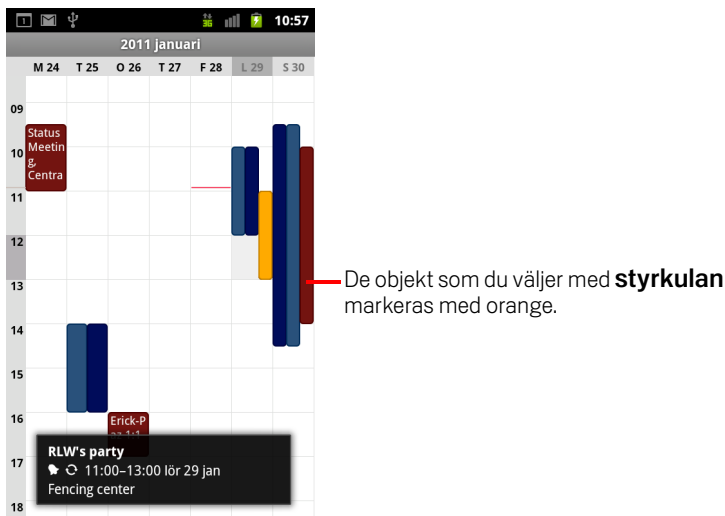 1 3G 10:57
2011 januari
M 24 T 25 O 26 T 27 F 28 L 29 S 30
09
Status
Meetin
10
g,
Centra
11
12
13
De objekt som du väljer med styrkulan
markeras med orange.
14
15
16
Erick-P
RLW's party
17
11:00–13:00 lör 29 jan
Fencing center
18